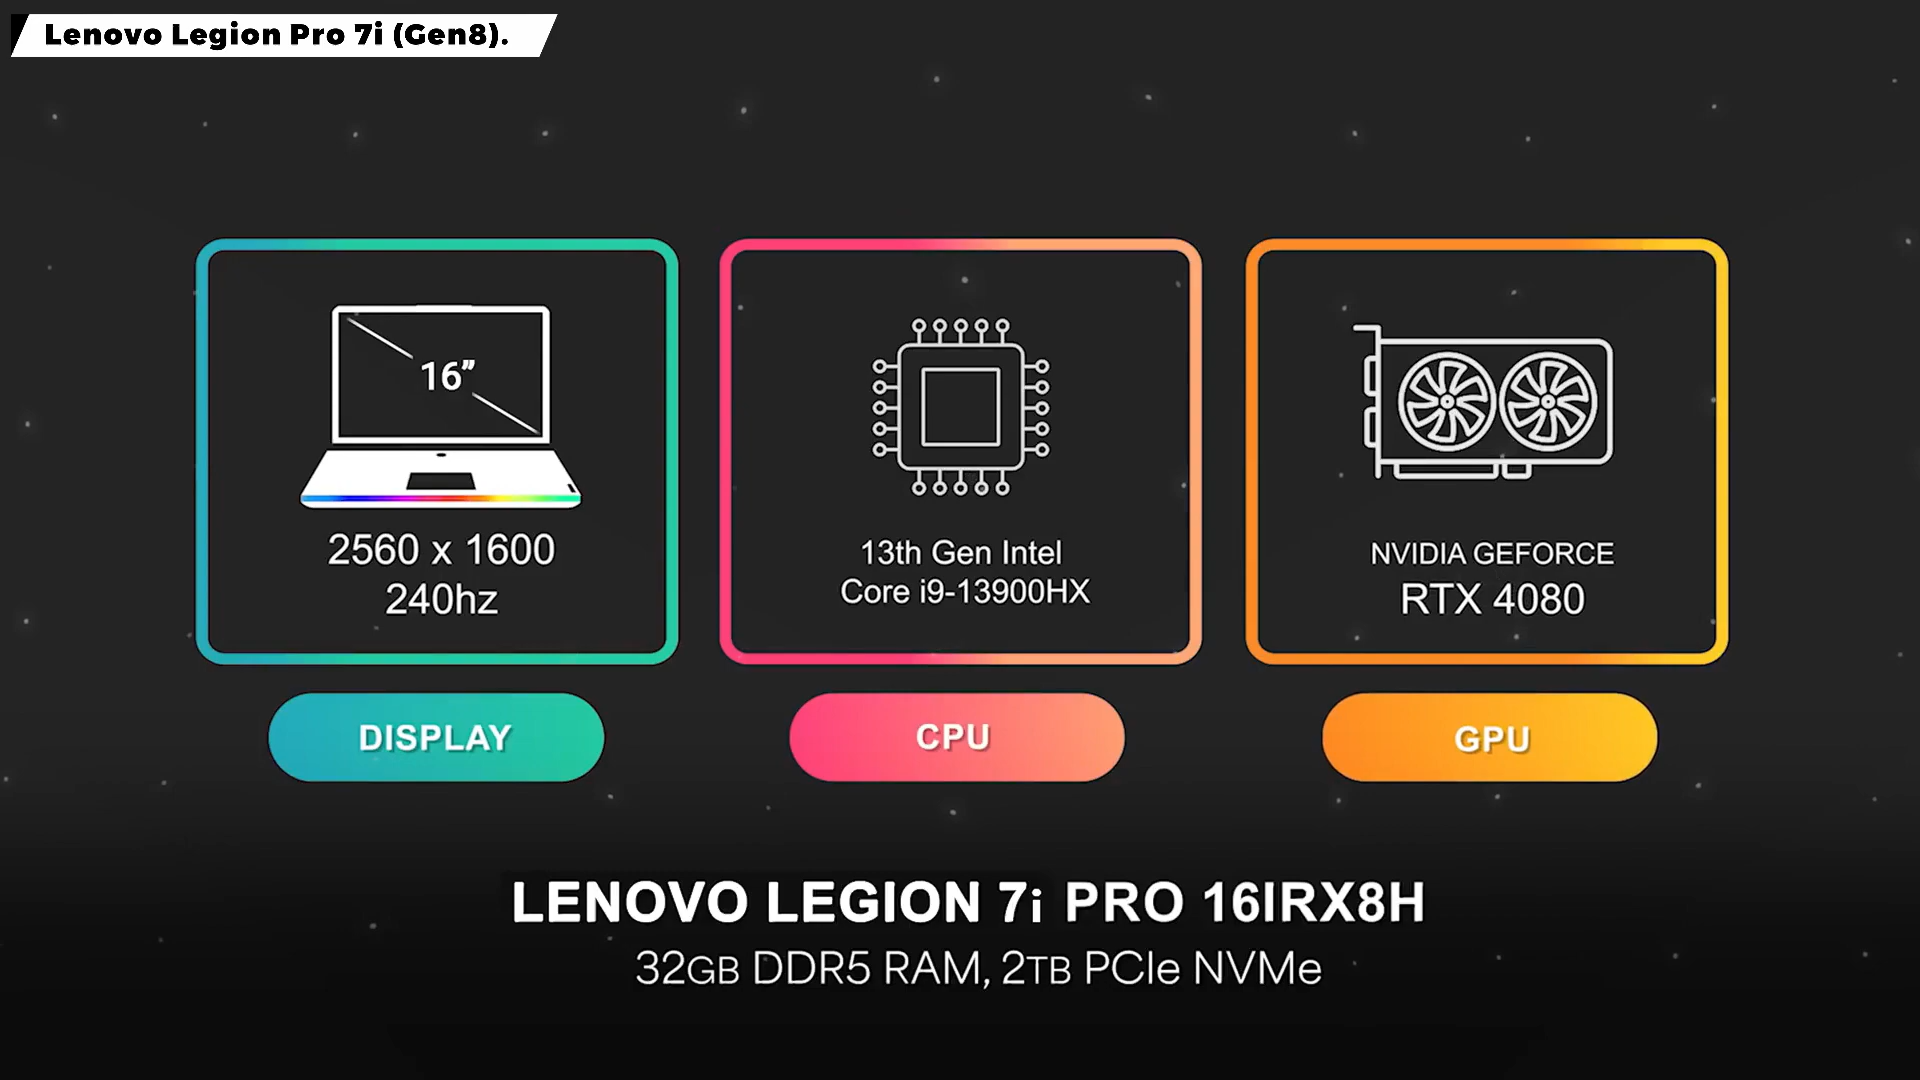 Lenovo Legion Pro 7i (Gen8).
16”
2560 x 1600
240hz
DISPLAY
13th Gen Intel
Core i9-13900HX
CPU
NVIDIA GEFORCE
RTX 4080
GPU
LENOVO LEGION 7i PRO 16IRX8H
32GB DDR5 RAM, 2TB PCIe NVMe